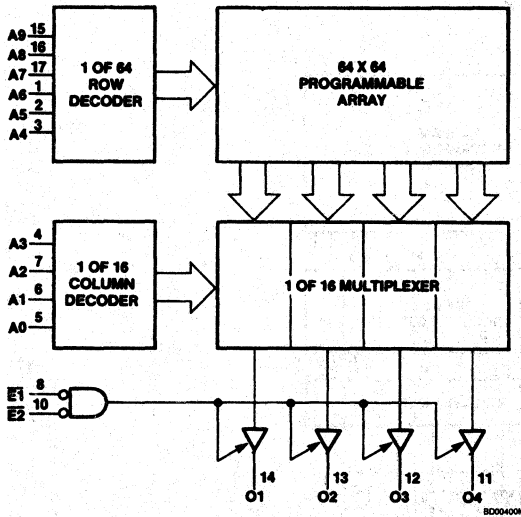 A9 15
A8 16
A7 17
A6 1
A5 2
A4 3
1 OF 64
ROW
DECODER
64 X 64
PROGRAMMABLE
ARRAY
A3 4
A2 7
A1 6
A0 5
1 OF 16
COLUMN
DECODER
1 OF 16 MULTIPLEXER
E1 8
E2 10
14
13
12
11
O1
O2
O3
O4